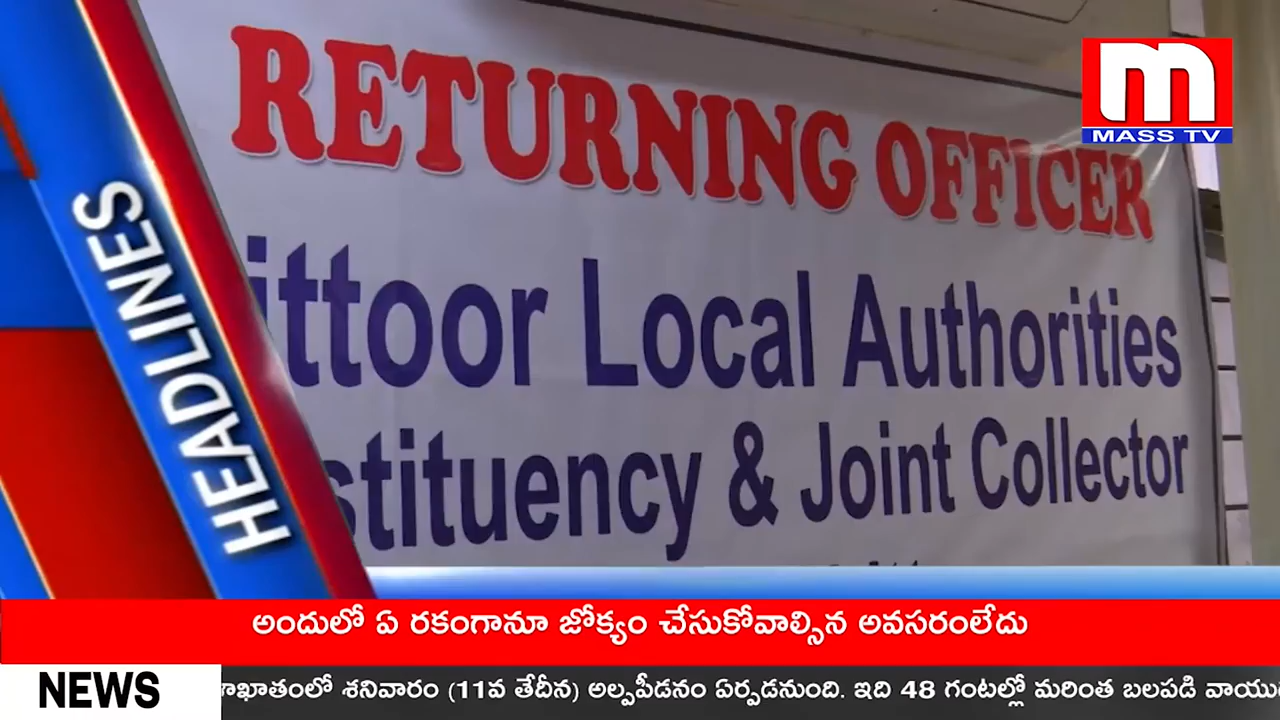 RETURNING OFFICER
MASS TV
HEADLINES
ittoor Local Authorities
stituency & Joint Collector
అందులో ఏ రకంగానూ జోక్యం చేసుకోవాల్సిన అవసరంలేదు
NEWS
శనివారం (11వ తేదీన) అల్పపీడనం ఏర్పడనుంది. ఇది 48 గంటల్లో మరింత బలపడి